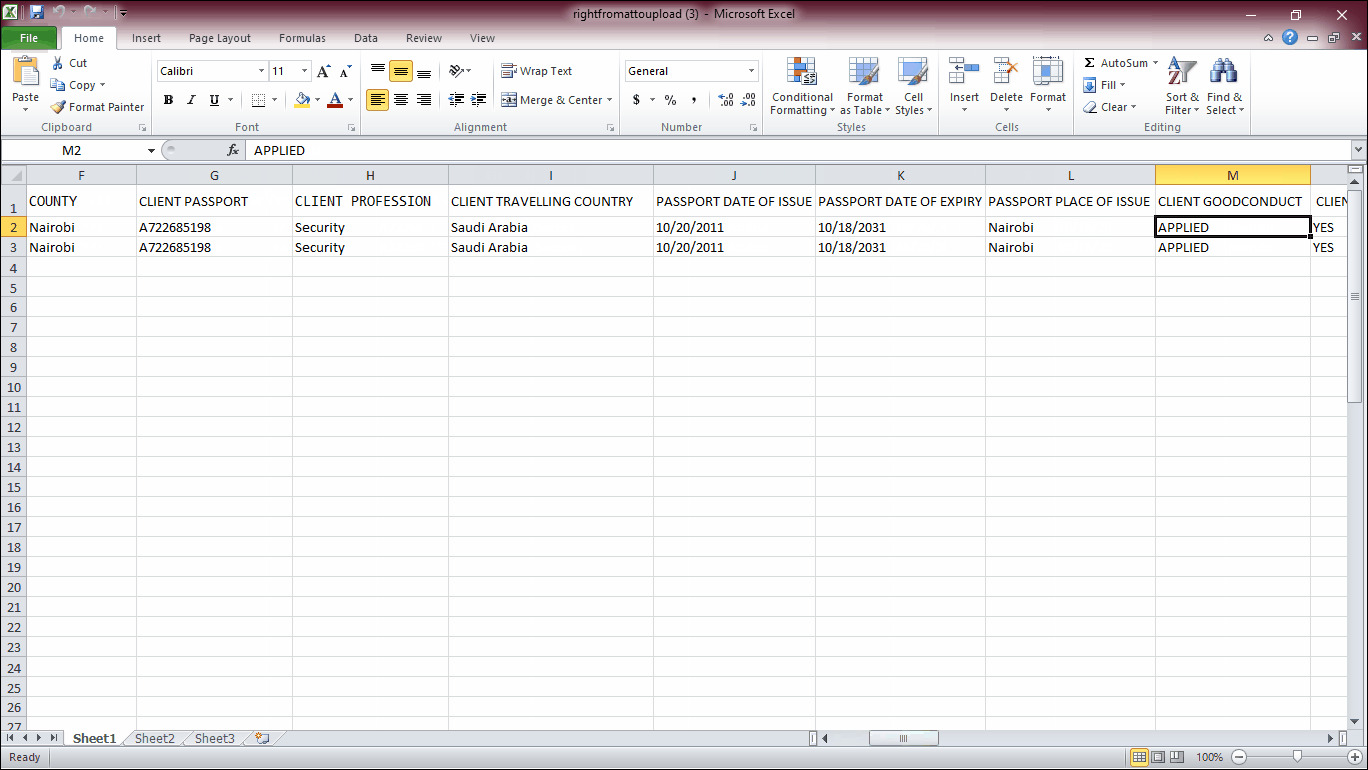 rightfromattoupload (3) - Microsoft Excel
File Home Insert Page Layout Formulas Data Review View
Paste
Cut
Copy
Format Painter
Clipboard
Calibri 11
B I U
Font
Wrap Text
Merge & Center
Alignment
General
$ % ,
Number
Conditional Formatting
Format as Table
Cell Styles
Styles
Insert Delete Format
Cells
Σ AutoSum
Fill
Clear
Sort & Filter
Find & Select
Editing
M2 fx APPLIED
F G H I J K L M
1 COUNTY CLIENT PASSPORT CLIENT PROFESSION CLIENT TRAVELLING COUNTRY PASSPORT DATE OF ISSUE PASSPORT DATE OF EXPIRY PASSPORT PLACE OF ISSUE CLIENT GOODCONDUCT CLIEN
2 Nairobi A722685198 Security Saudi Arabia 10/20/2011 10/18/2031 Nairobi APPLIED YES
3 Nairobi A722685198 Security Saudi Arabia 10/20/2011 10/18/2031 Nairobi APPLIED YES
4
5
6
7
8
9
10
11
12
13
14
15
16
17
18
19
20
21
22
23
24
25
26
27
Sheet1 Sheet2 Sheet3
Ready 100%